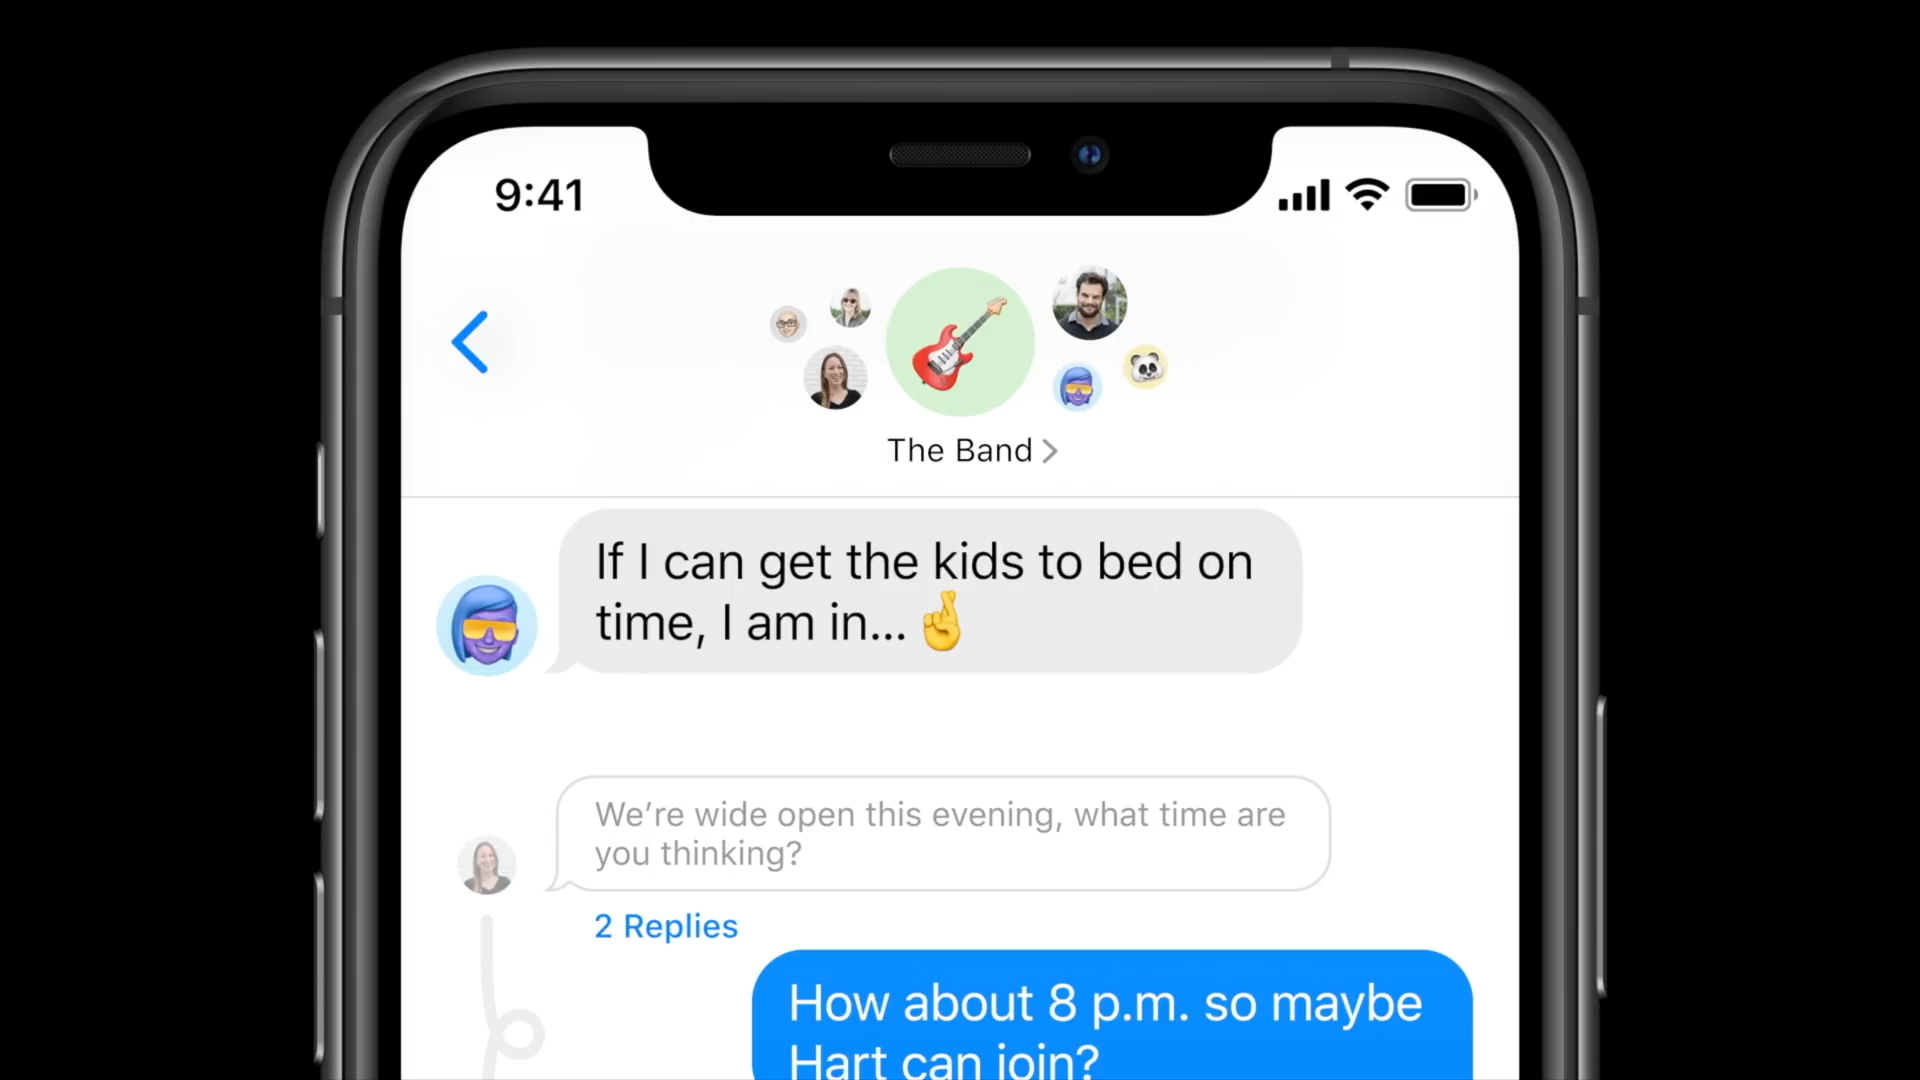 9:41
The Band
If I can get the kids to bed on
time, I am in... 🤞
We’re wide open this evening, what time are
you thinking?
2 Replies
How about 8 p.m. so maybe
Hart can join?